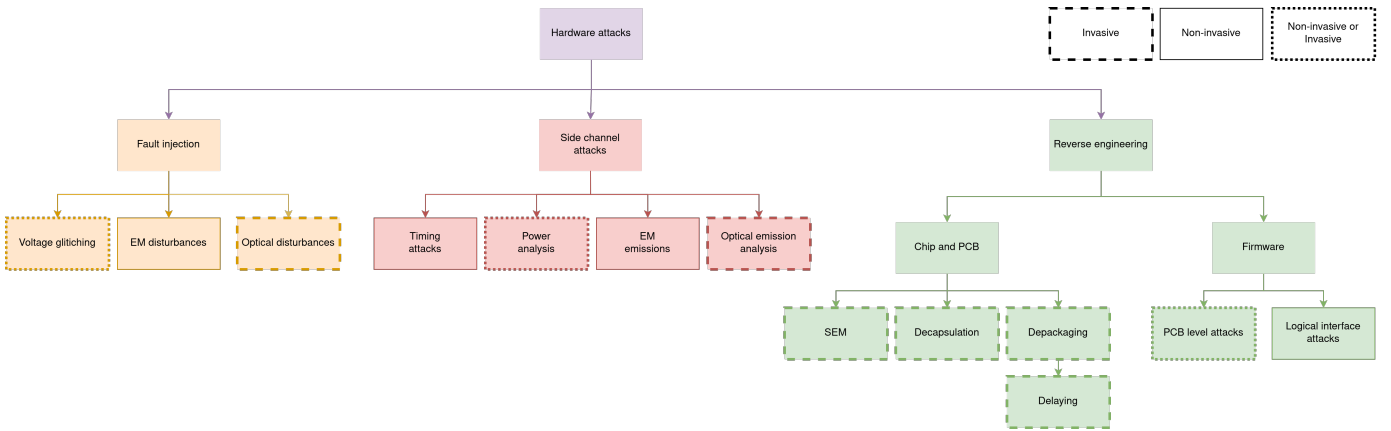 Hardware attacks
Invasive
Non-invasive
Non-invasive or
Invasive
Fault injection
Side channel
attacks
Reverse engineering
Voltage glitiching
EM disturbances
Optical disturbances
Timing
attacks
Power
analysis
EM
emissions
Optical emission
analysis
Chip and PCB
Firmware
SEM
Decapsulation
Depackaging
PCB level attacks
Logical interface
attacks
Delaying